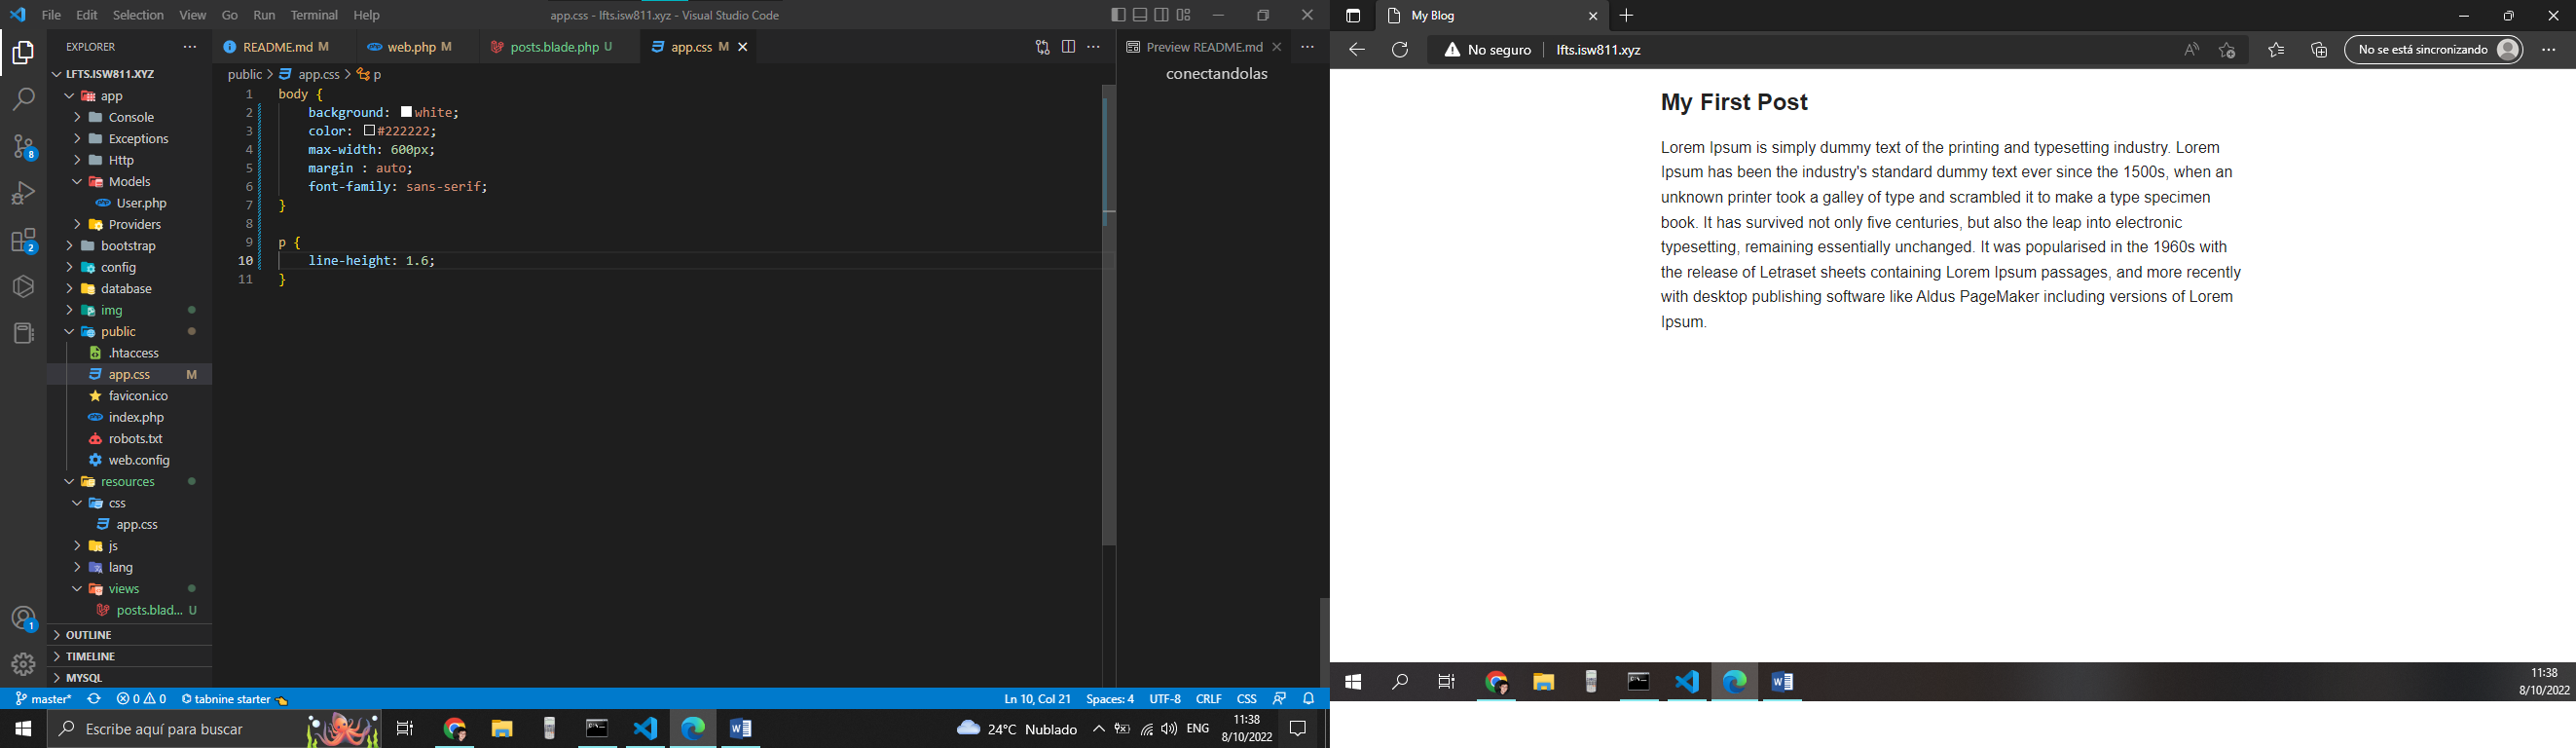 File Edit Selection View Go Run Terminal Help
app.css - lfts.isw811.xyz - Visual Studio Code
EXPLORER
LFTS.ISW811.XYZ
app
Console
Exceptions
Http
Models
User.php
Providers
bootstrap
config
database
img
public
.htaccess
app.css M
favicon.ico
index.php
robots.txt
web.config
resources
css
app.css
js
lang
views
posts.blad... U
OUTLINE
TIMELINE
MYSQL
8
2
1
README.md M web.php M posts.blade.php U app.css M
public > app.css > p
1 body {
2 background: white;
3 color: #222222;
4 max-width: 600px;
5 margin : auto;
6 font-family: sans-serif;
7 }
8
9 p {
10 line-height: 1.6;
11 }
Preview README.md
conectandolas
master* 0 0 tabnine starter Ln 10, Col 21 Spaces: 4 UTF-8 CRLF CSS
Escribe aquí para buscar
24°C Nublado ENG 11:38
8/10/2022
My Blog
No seguro lfts.isw811.xyz No se está sincronizando
My First Post
Lorem Ipsum is simply dummy text of the printing and typesetting industry. Lorem
Ipsum has been the industry's standard dummy text ever since the 1500s, when an
unknown printer took a galley of type and scrambled it to make a type specimen
book. It has survived not only five centuries, but also the leap into electronic
typesetting, remaining essentially unchanged. It was popularised in the 1960s with
the release of Letraset sheets containing Lorem Ipsum passages, and more recently
with desktop publishing software like Aldus PageMaker including versions of Lorem
Ipsum.
11:38
8/10/2022